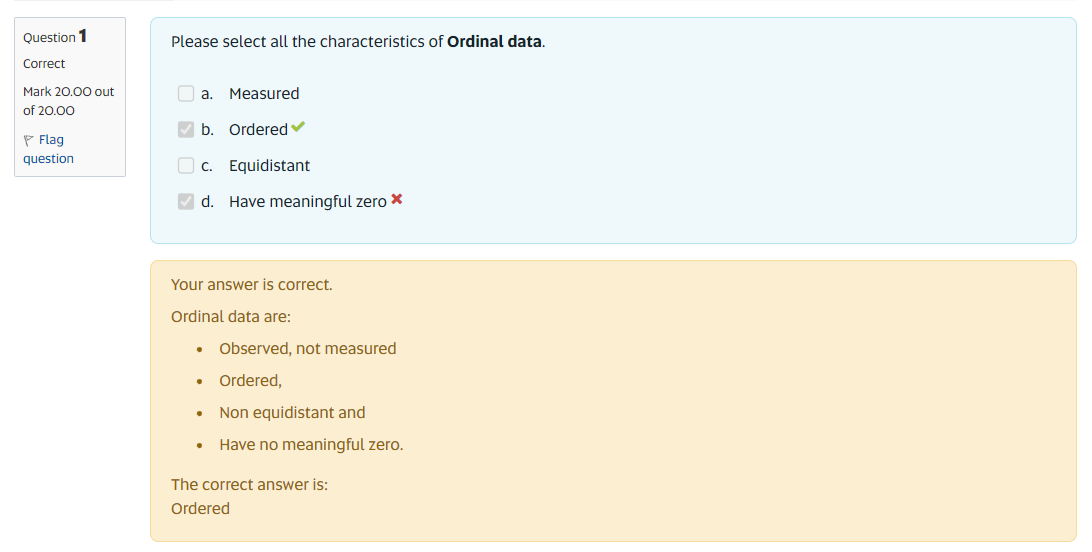 Question 1
Correct
Mark 20.00 out
of 20.00
Flag
question
Please select all the characteristics of Ordinal data.
a. Measured
b. Ordered
c. Equidistant
d. Have meaningful zero
Your answer is correct.
Ordinal data are:
• Observed, not measured
• Ordered,
• Non equidistant and
• Have no meaningful zero.
The correct answer is:
Ordered